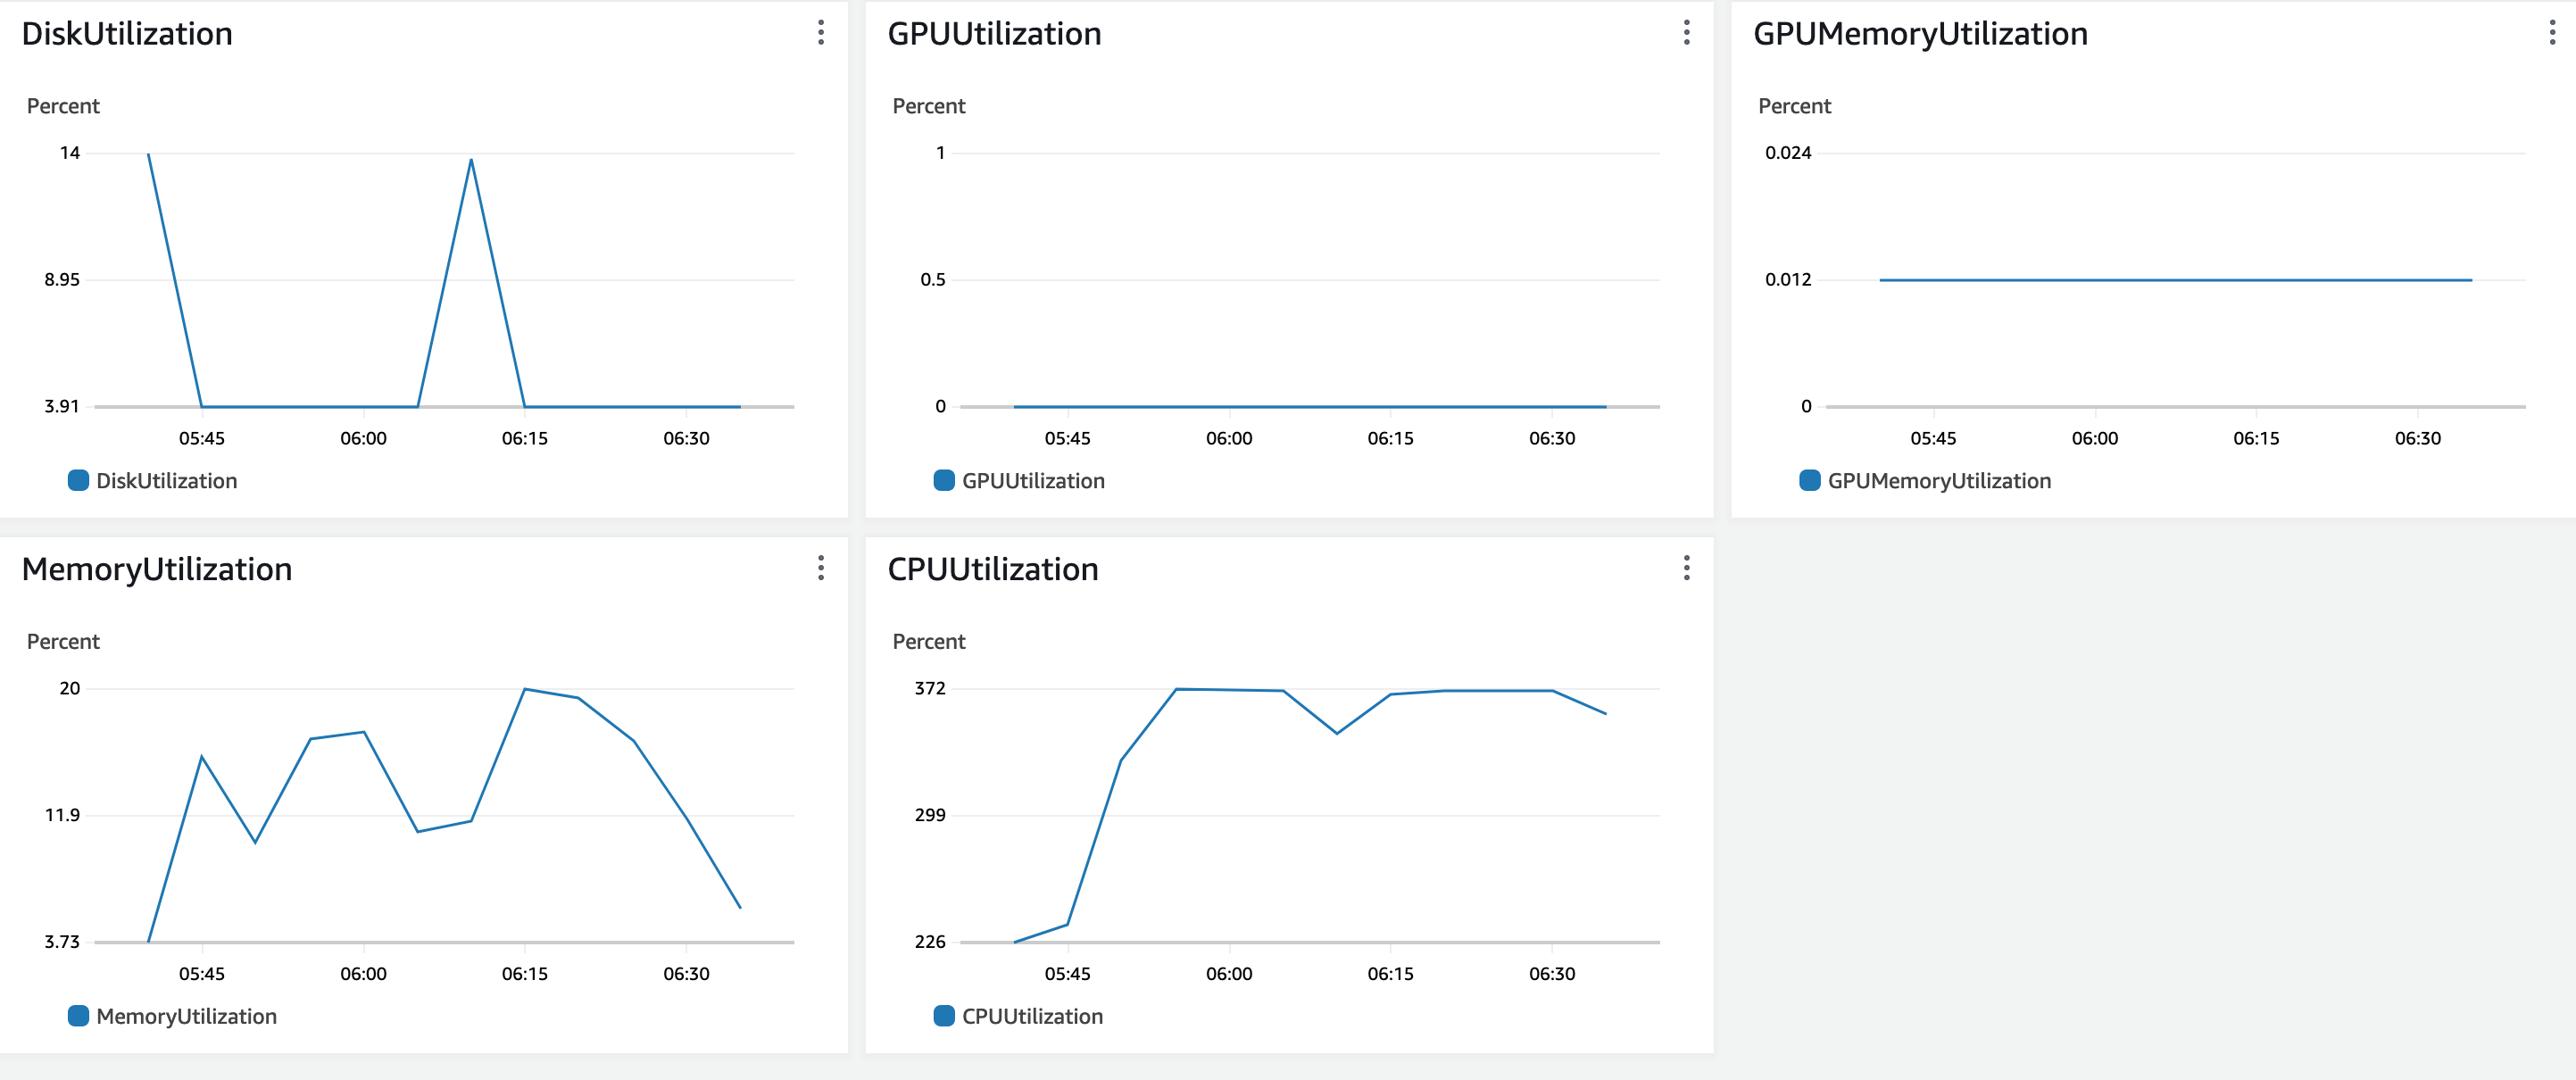 DiskUtilization
Percent
14
8.95
3.91
05:45 06:00 06:15 06:30
DiskUtilization
GPUUtilization
Percent
1
0.5
0
05:45 06:00 06:15 06:30
GPUUtilization
GPUMemoryUtilization
Percent
0.024
0.012
0
05:45 06:00 06:15 06:30
GPUMemoryUtilization
MemoryUtilization
Percent
20
11.9
3.73
05:45 06:00 06:15 06:30
MemoryUtilization
CPUUtilization
Percent
372
299
226
05:45 06:00 06:15 06:30
CPUUtilization